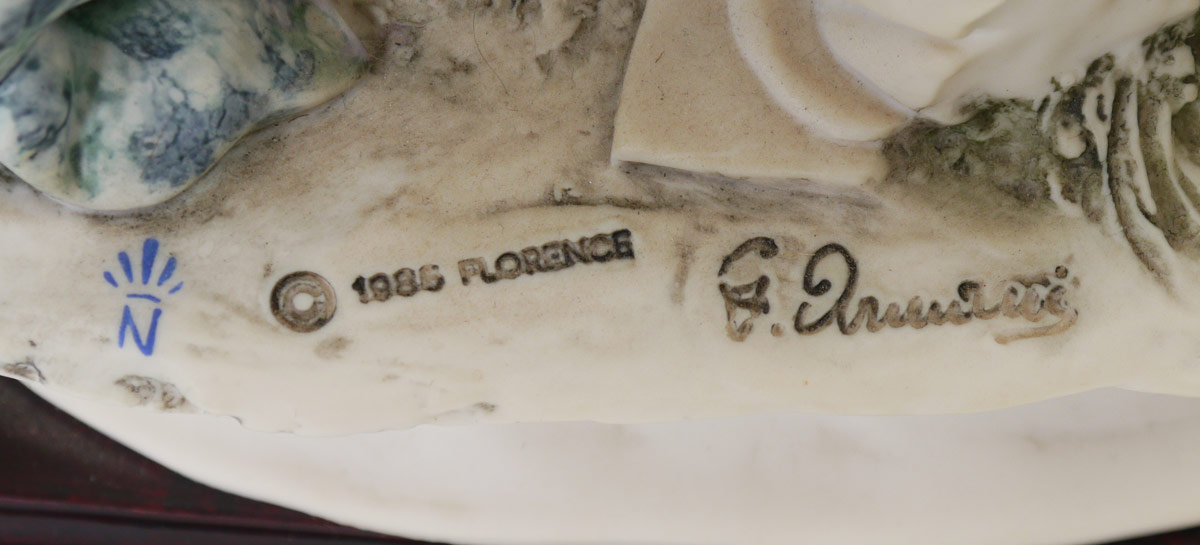 N
© 1986 FLORENCE
G. Armani